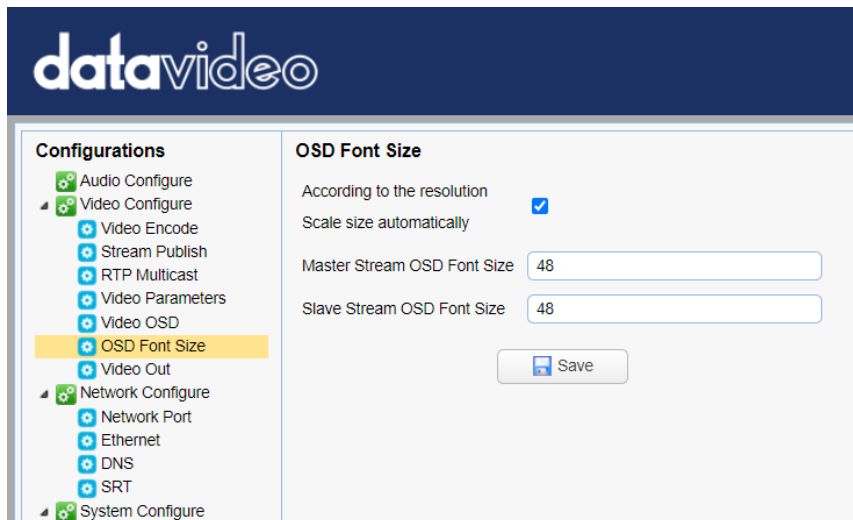 datavideo
Configurations
Audio Configure
Video Configure
Video Encode
Stream Publish
RTP Multicast
Video Parameters
Video OSD
OSD Font Size
Video Out
Network Configure
Network Port
Ethernet
DNS
SRT
System Configure
OSD Font Size
According to the resolution
Scale size automatically
Master Stream OSD Font Size 48
Slave Stream OSD Font Size 48
Save